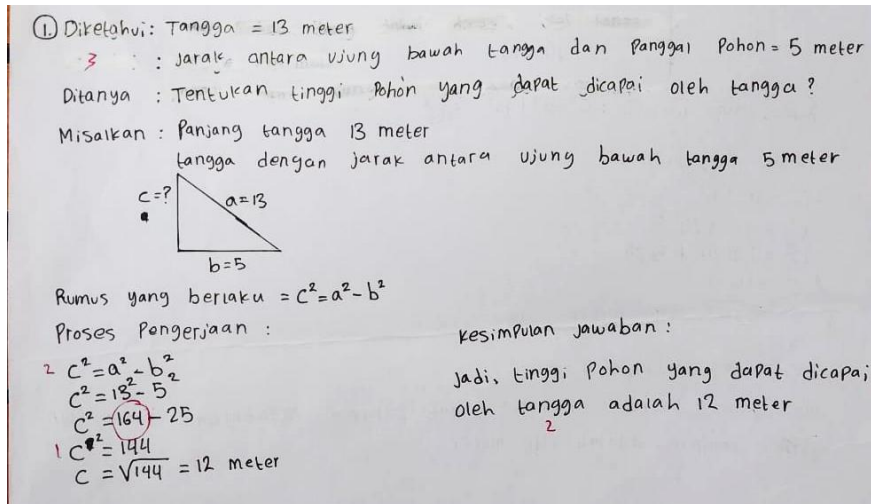 1. Diketahui: Tangga = 13 meter
3 : Jarak antara ujung bawah tangga dan Panggal Pohon = 5 meter
Ditanya : Tentukan tinggi Pohon yang dapat dicapai oleh tangga ?
Misalkan : Panjang tangga 13 meter
tangga dengan jarak antara ujung bawah tangga 5 meter
c=?
a=13
b=5
Rumus yang berlaku = c²=a²-b²
Proses Pengerjaan :
2 c²=a²-b²
c²=13²-5²
c²=164-25
1 c²=144
c=√144 = 12 meter
Kesimpulan jawaban :
Jadi, tinggi Pohon yang dapat dicapai
oleh tangga adalah 12 meter
2